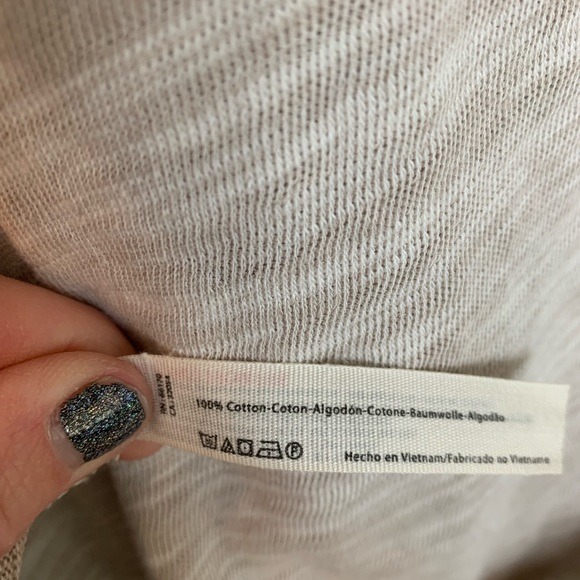 100% Cotton-Coton-Algodón-Cotone-Baumwolle-Algodão
Hecho en Vietnam/Fabricado no Vietname